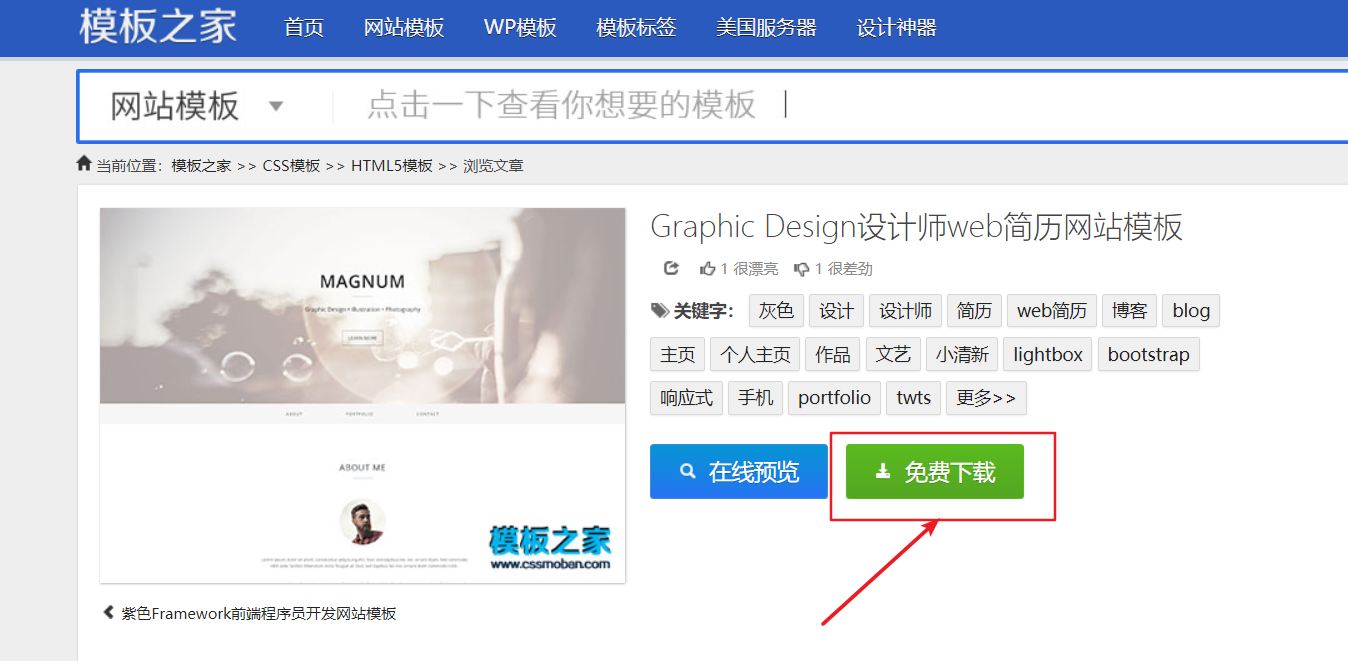 模板之家 首页 网站模板 WP模板 模板标签 美国服务器 设计神器
网站模板 点击一下查看你想要的模板
当前位置：模板之家 >> CSS模板 >> HTML5模板 >> 浏览文章
Graphic Design设计师web简历网站模板
1 很漂亮 1 很差劲
关键字： 灰色 设计 设计师 简历 web简历 博客 blog
主页 个人主页 作品 文艺 小清新 lightbox bootstrap
响应式 手机 portfolio twts 更多>>
在线预览 免费下载
MAGNUM
Graphic Design • Illustration • Photography
LEARN MORE
ABOUT PORTFOLIO CONTACT
ABOUT ME
模板之家
www.cssmoban.com
紫色Framework前端程序员开发网站模板